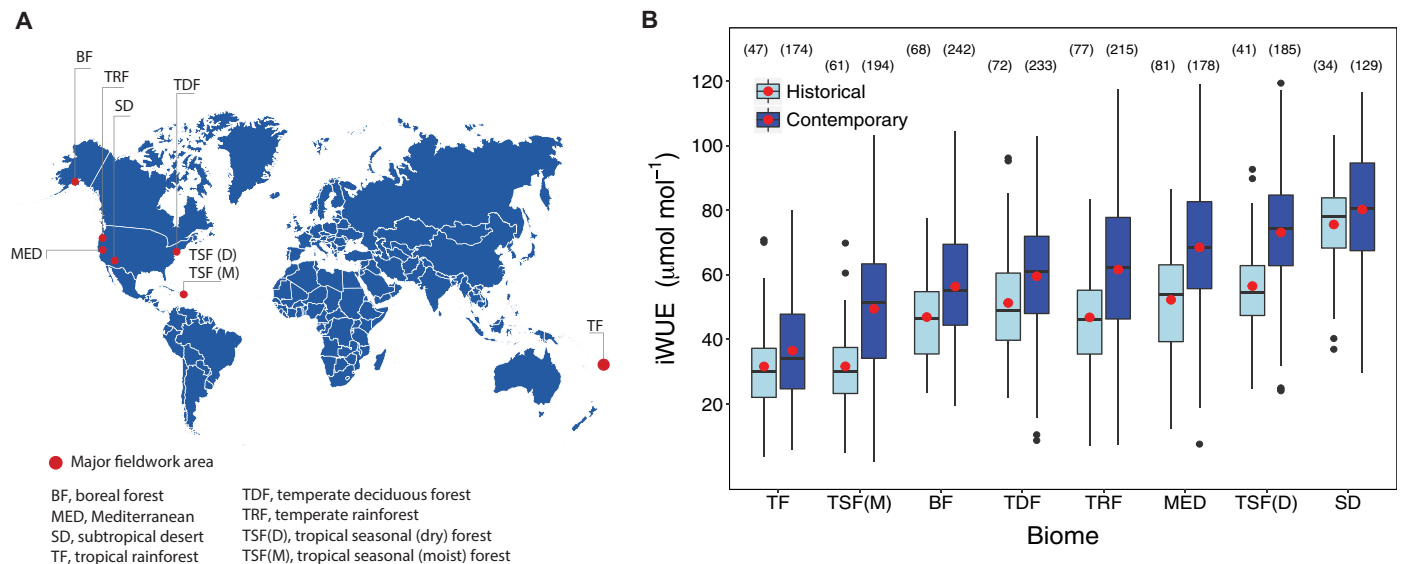 A
BF
TRF
SD
TDF
MED
TSF (D)
TSF (M)
TF
Major fieldwork area
BF, boreal forest
MED, Mediterranean
SD, subtropical desert
TF, tropical rainforest
TDF, temperate deciduous forest
TRF, temperate rainforest
TSF(D), tropical seasonal (dry) forest
TSF(M), tropical seasonal (moist) forest
B
(47) (174) (68) (242) (77) (215) (41) (185)
(61) (194) (72) (233) (81) (178) (34) (129)
Historical
Contemporary
120
100
80
60
40
20
iWUE (μmol mol⁻¹)
TF TSF(M) BF TDF TRF MED TSF(D) SD
Biome